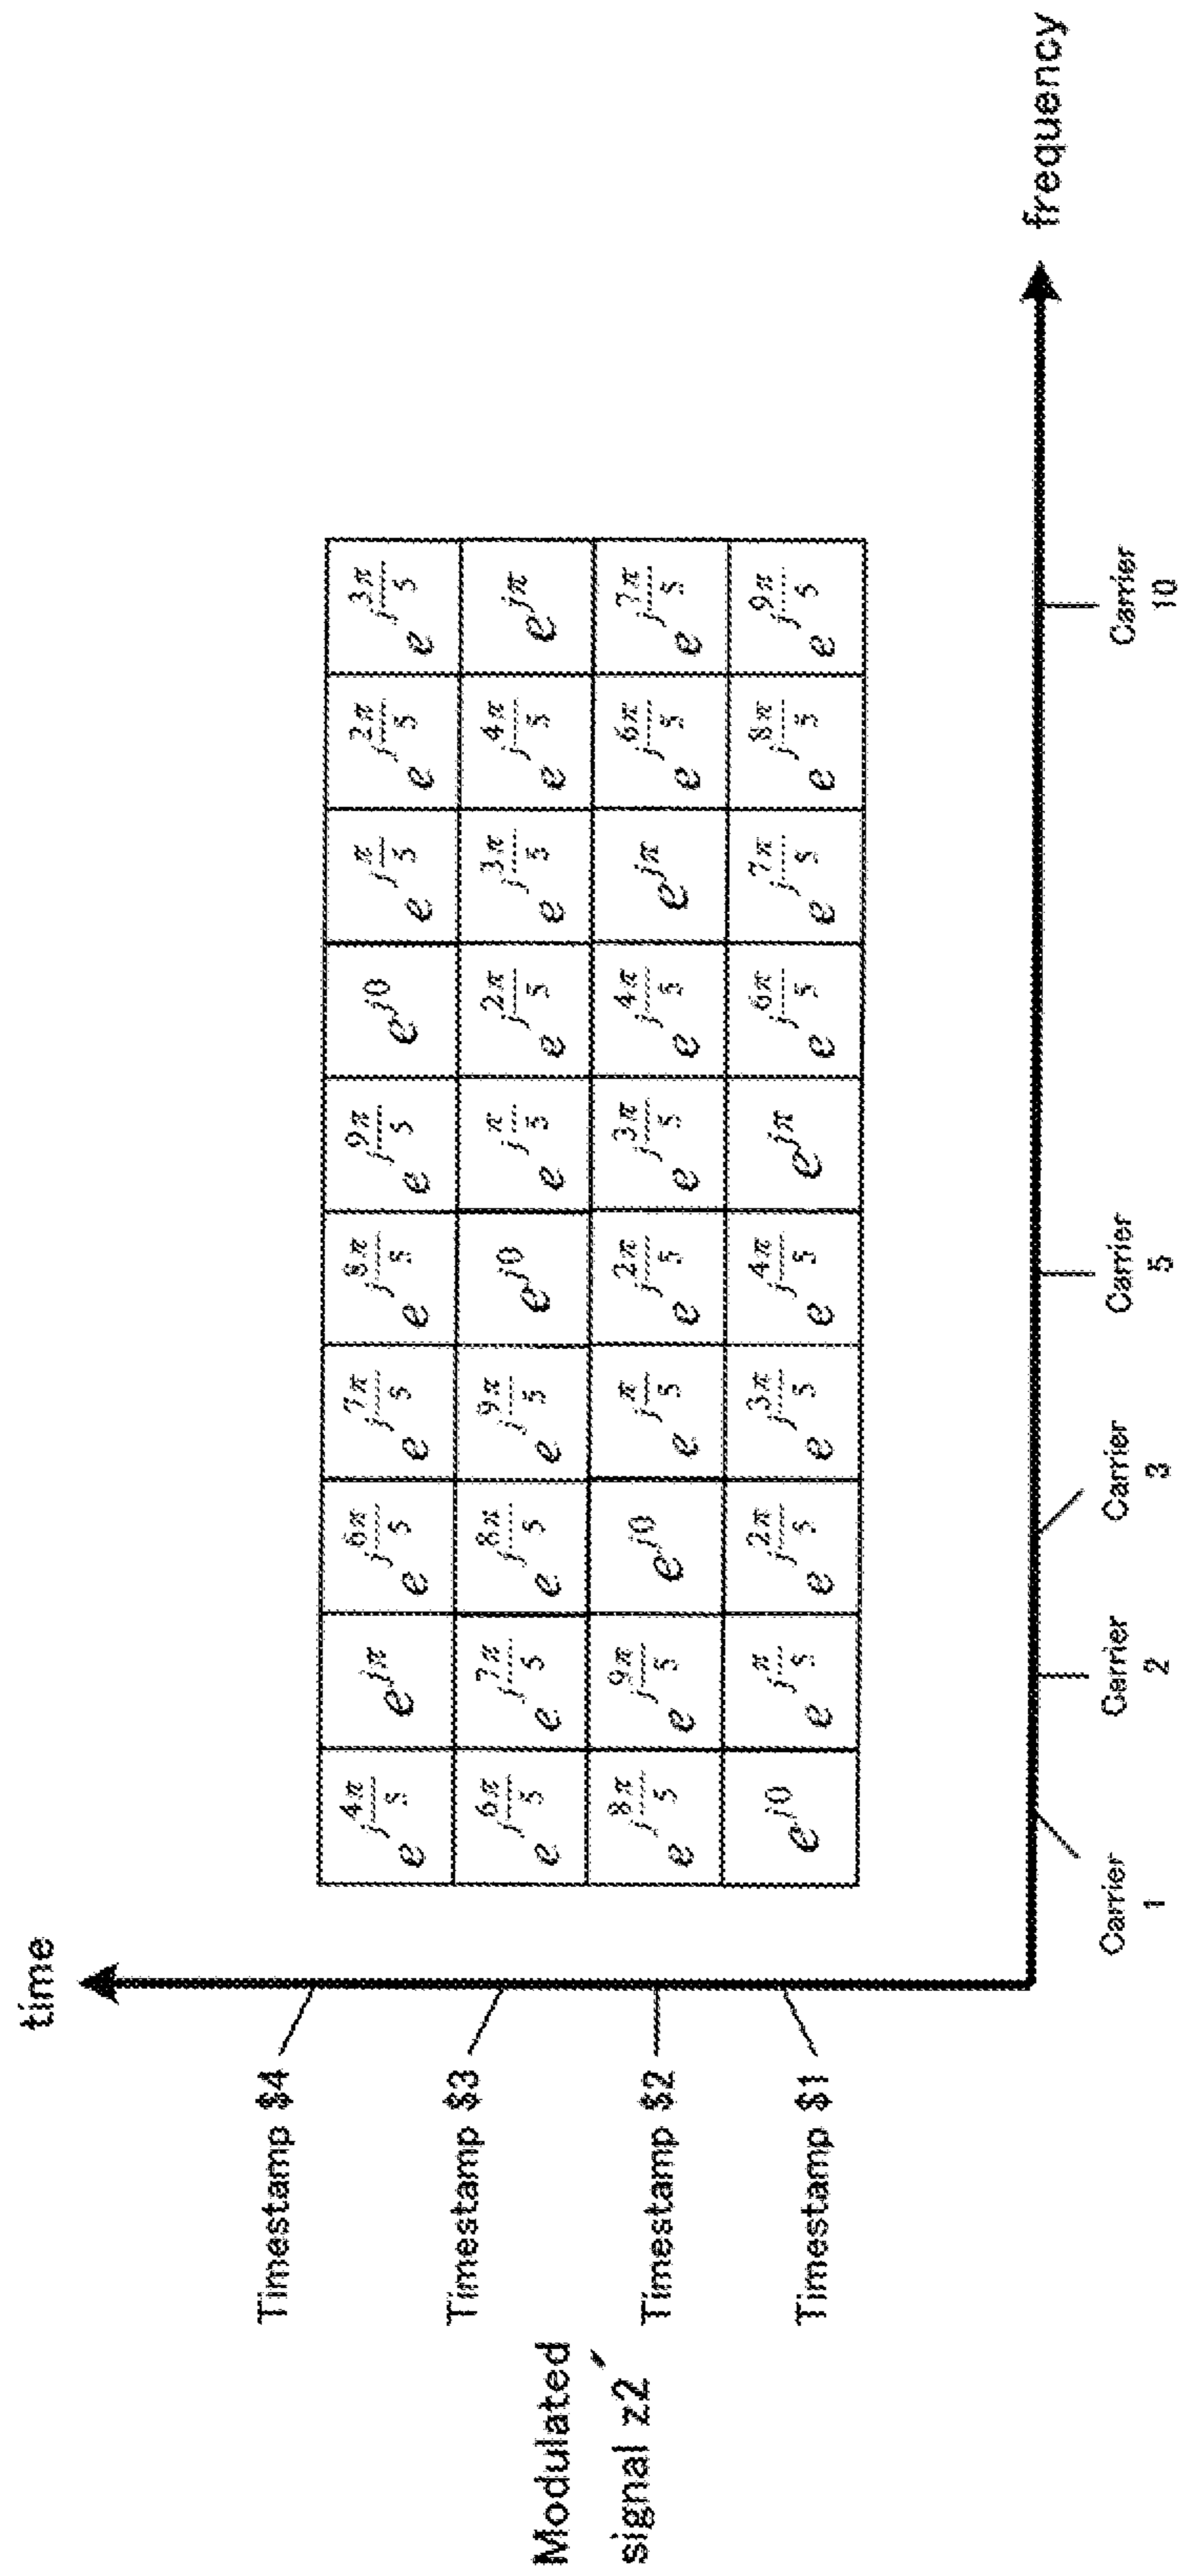 time
Timestamp $4
e^{j4π/5} e^{jπ} e^{j6π/5} e^{j7π/5} e^{j8π/5} e^{j9π/5} e^{j0} e^{jπ/5} e^{j2π/5} e^{j3π/5}
Timestamp $3
e^{j6π/5} e^{j7π/5} e^{j8π/5} e^{j9π/5} e^{j0} e^{jπ/5} e^{j2π/5} e^{j3π/5} e^{j4π/5} e^{jπ}
Modulated
signal z2´
Timestamp $2
e^{j8π/5} e^{j9π/5} e^{j0} e^{jπ/5} e^{j2π/5} e^{j3π/5} e^{j4π/5} e^{jπ} e^{j6π/5} e^{j7π/5}
Timestamp $1
e^{j0} e^{jπ/5} e^{j2π/5} e^{j3π/5} e^{j4π/5} e^{jπ} e^{j6π/5} e^{j7π/5} e^{j8π/5} e^{j9π/5}
frequency
Carrier
1
Carrier
2
Carrier
3
Carrier
5
Carrier
10